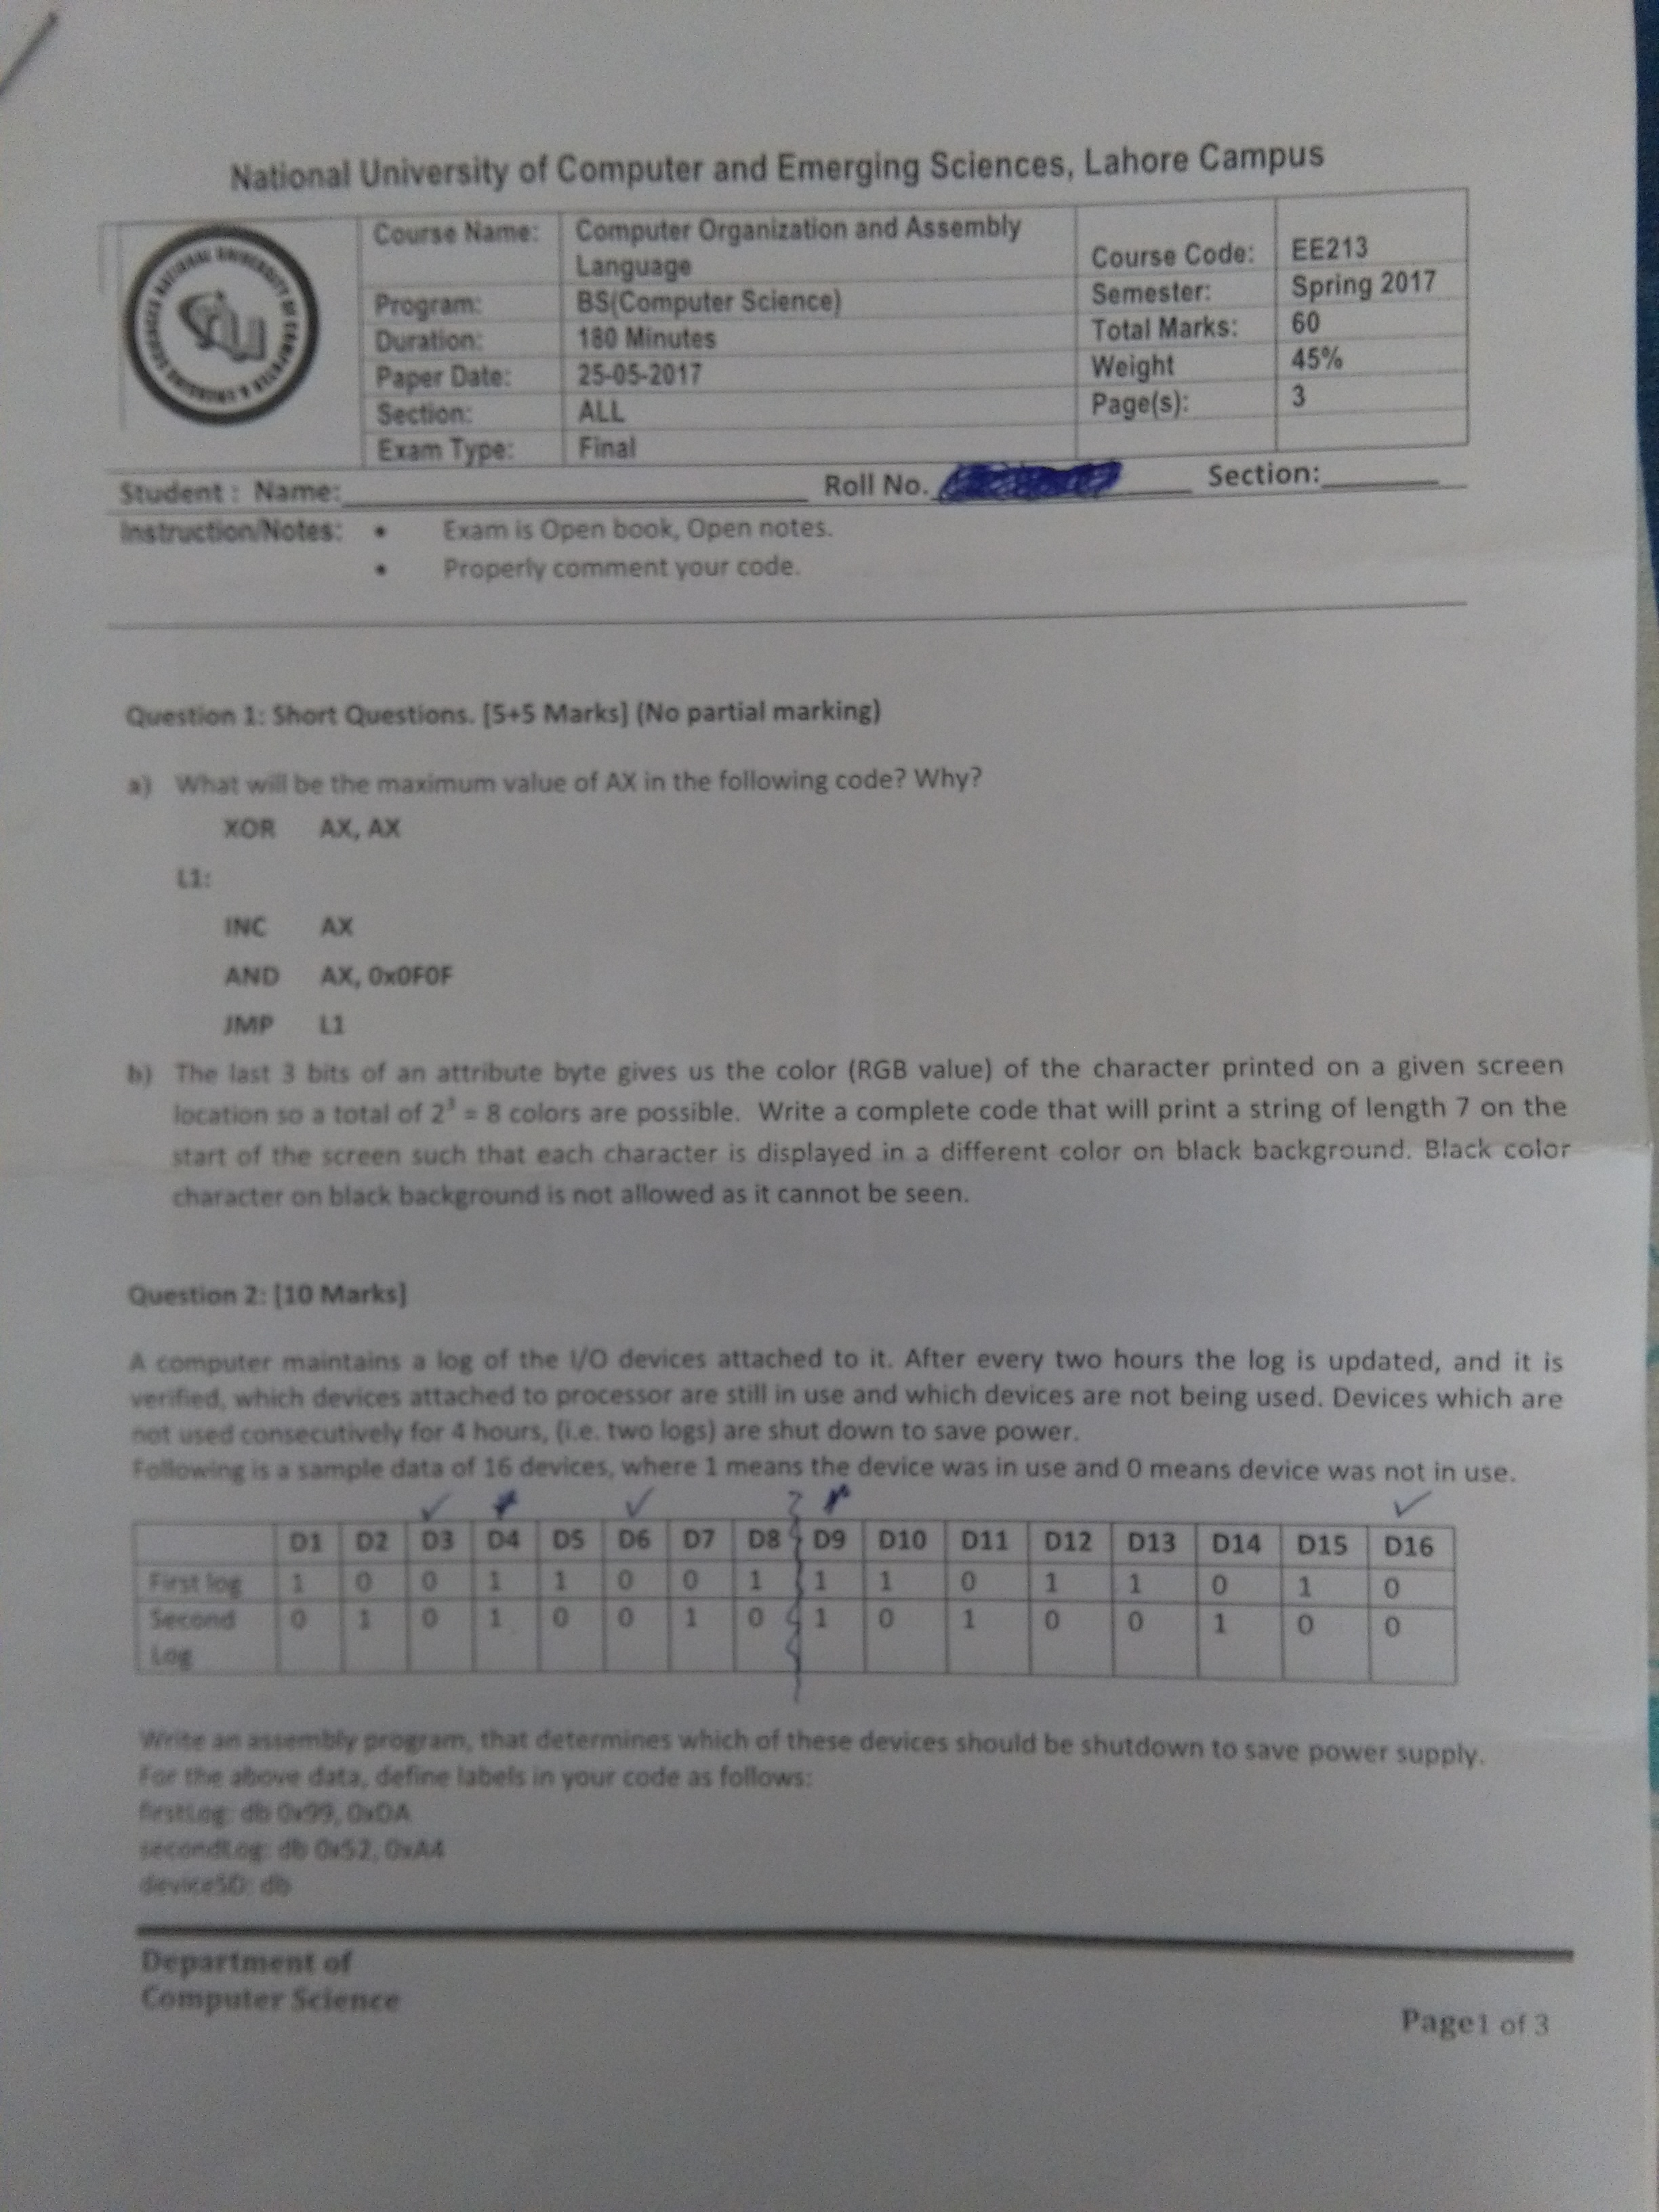 National University of Computer and Emerging Sciences, Lahore Campus
Course Name: Computer Organization and Assembly Language
Course Code: EE213
Program: BS(Computer Science)
Semester: Spring 2017
Duration: 180 Minutes
Total Marks: 60
Paper Date: 25-05-2017
Weight 45%
Section: ALL
Page(s): 3
Exam Type: Final
Student : Name: Roll No. Section:
Instruction/Notes: • Exam is Open book, Open notes.
• Properly comment your code.
Question 1: Short Questions. [5+5 Marks] (No partial marking)
a) What will be the maximum value of AX in the following code? Why?
XOR AX, AX
L1:
INC AX
AND AX, 0x0F0F
JMP L1
b) The last 3 bits of an attribute byte gives us the color (RGB value) of the character printed on a given screen
location so a total of 2³ = 8 colors are possible. Write a complete code that will print a string of length 7 on the
start of the screen such that each character is displayed in a different color on black background. Black color
character on black background is not allowed as it cannot be seen.
Question 2: [10 Marks]
A computer maintains a log of the I/O devices attached to it. After every two hours the log is updated, and it is
verified, which devices attached to processor are still in use and which devices are not being used. Devices which are
not used consecutively for 4 hours, (i.e. two logs) are shut down to save power.
Following is a sample data of 16 devices, where 1 means the device was in use and 0 means device was not in use.
D1 D2 D3 D4 D5 D6 D7 D8 D9 D10 D11 D12 D13 D14 D15 D16
First log 1 0 0 1 1 0 0 1 1 1 0 1 1 0 1 0
Second Log 0 1 0 1 0 0 1 0 1 0 1 0 0 1 0 0
Write an assembly program, that determines which of these devices should be shutdown to save power supply.
For the above data, define labels in your code as follows:
firstLog: db 0x99, 0xDA
secondLog: db 0x52, 0xA4
deviceSD: db
Department of
Computer Science
Page1 of 3